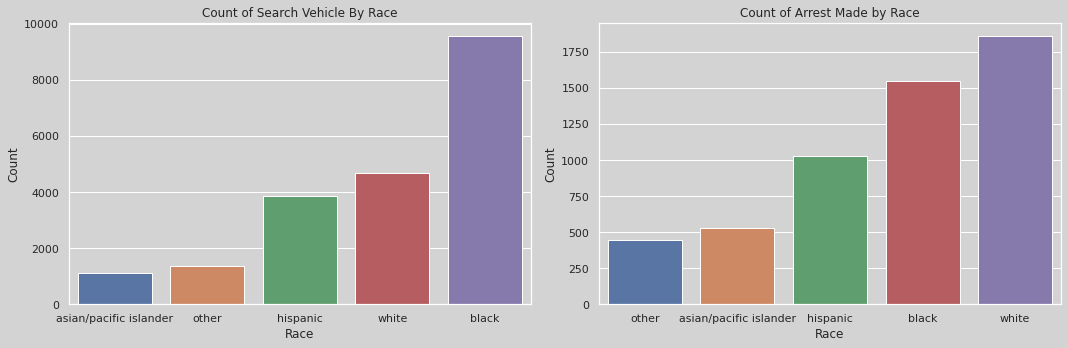 Count of Search Vehicle By Race
Count
10000
8000
6000
4000
2000
0
asian/pacific islander other hispanic white black
Race
Count of Arrest Made by Race
Count
1750
1500
1250
1000
750
500
250
0
other asian/pacific islander hispanic black white
Race